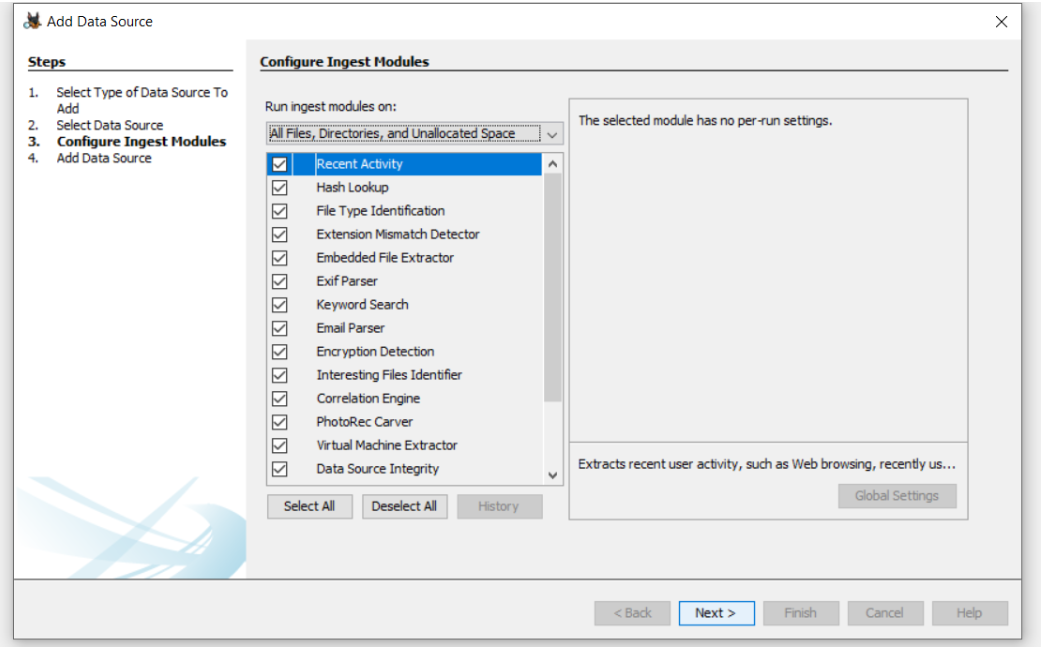 Add Data Source
Steps
1. Select Type of Data Source To
Add
2. Select Data Source
3. Configure Ingest Modules
4. Add Data Source
Configure Ingest Modules
Run ingest modules on:
All Files, Directories, and Unallocated Space
Recent Activity
Hash Lookup
File Type Identification
Extension Mismatch Detector
Embedded File Extractor
Exif Parser
Keyword Search
Email Parser
Encryption Detection
Interesting Files Identifier
Correlation Engine
PhotoRec Carver
Virtual Machine Extractor
Data Source Integrity
Select All
Deselect All
History
The selected module has no per-run settings.
Extracts recent user activity, such as Web browsing, recently us...
Global Settings
< Back
Next >
Finish
Cancel
Help